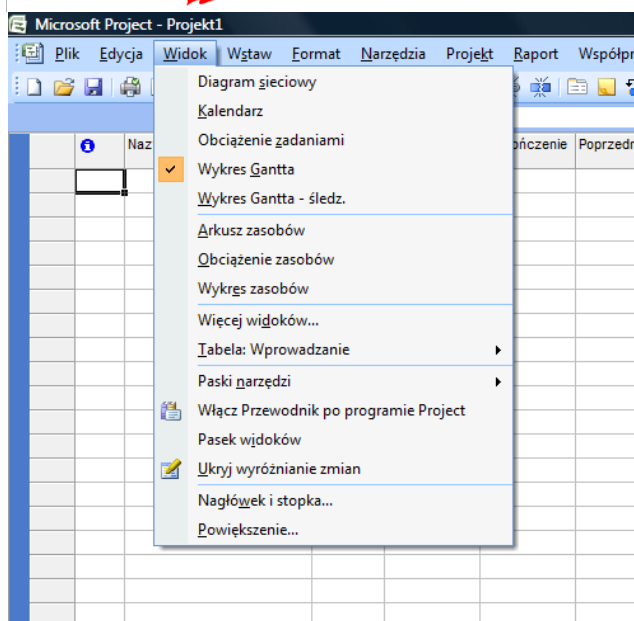 Microsoft Project - Projekt1
Plik Edycja Widok Wstaw Format Narzędzia Projekt Raport Współpr
Diagram sieciowy
Kalendarz
Obciążenie zadaniami
Naz ończenie Poprzedn
Wykres Gantta
Wykres Gantta - śledz.
Arkusz zasobów
Obciążenie zasobów
Wykres zasobów
Więcej widoków...
Tabela: Wprowadzanie
Paski narzędzi
Włącz Przewodnik po programie Project
Pasek widoków
Ukryj wyróżnianie zmian
Nagłówek i stopka...
Powiększenie...